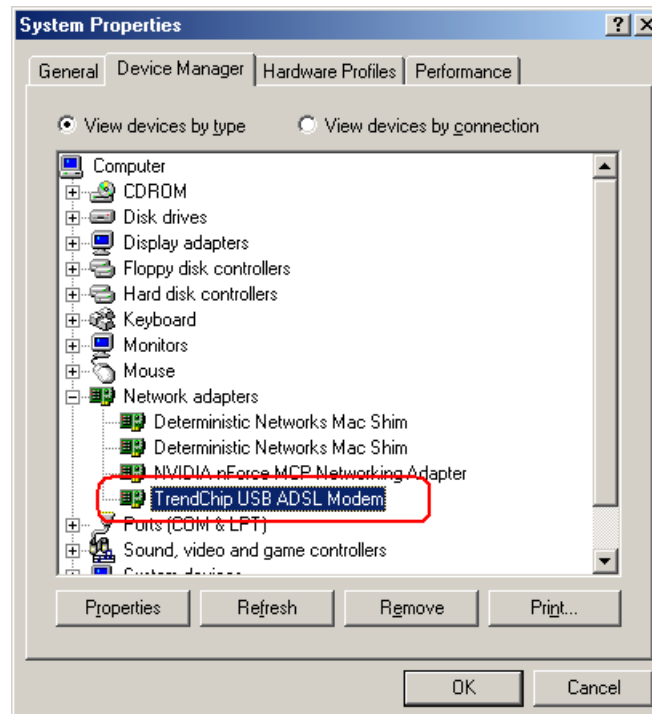 System Properties
General Device Manager Hardware Profiles Performance
View devices by type View devices by connection
Computer
CDROM
Disk drives
Display adapters
Floppy disk controllers
Hard disk controllers
Keyboard
Monitors
Mouse
Network adapters
Deterministic Networks Mac Shim
Deterministic Networks Mac Shim
NVIDIA nForce MCP Networking Adapter
TrendChip USB ADSL Modem
Ports (COM & LPT)
Sound, video and game controllers
System devices
Properties Refresh Remove Print...
OK Cancel